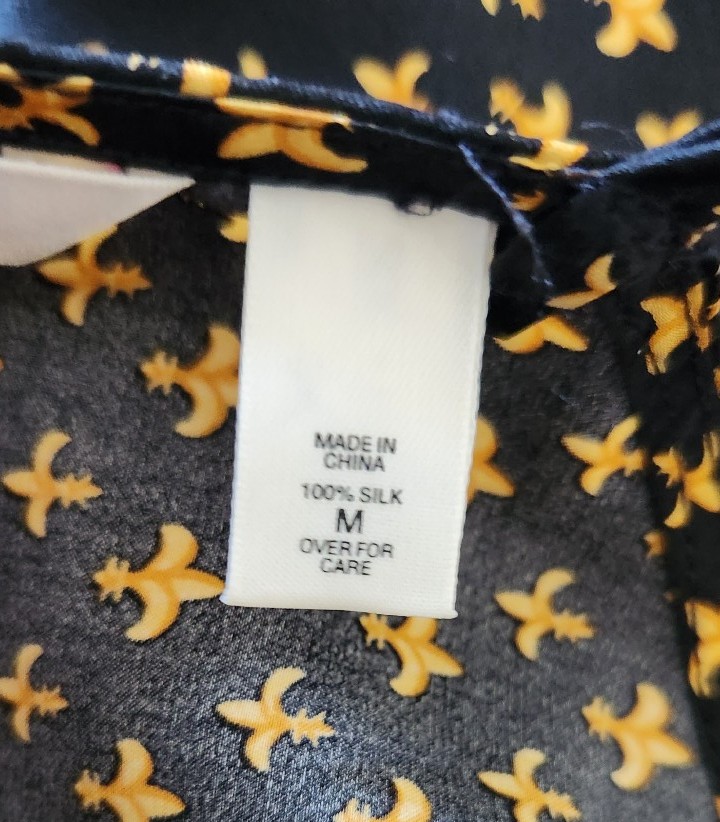 MADE IN
CHINA
100% SILK
M
OVER FOR
CARE